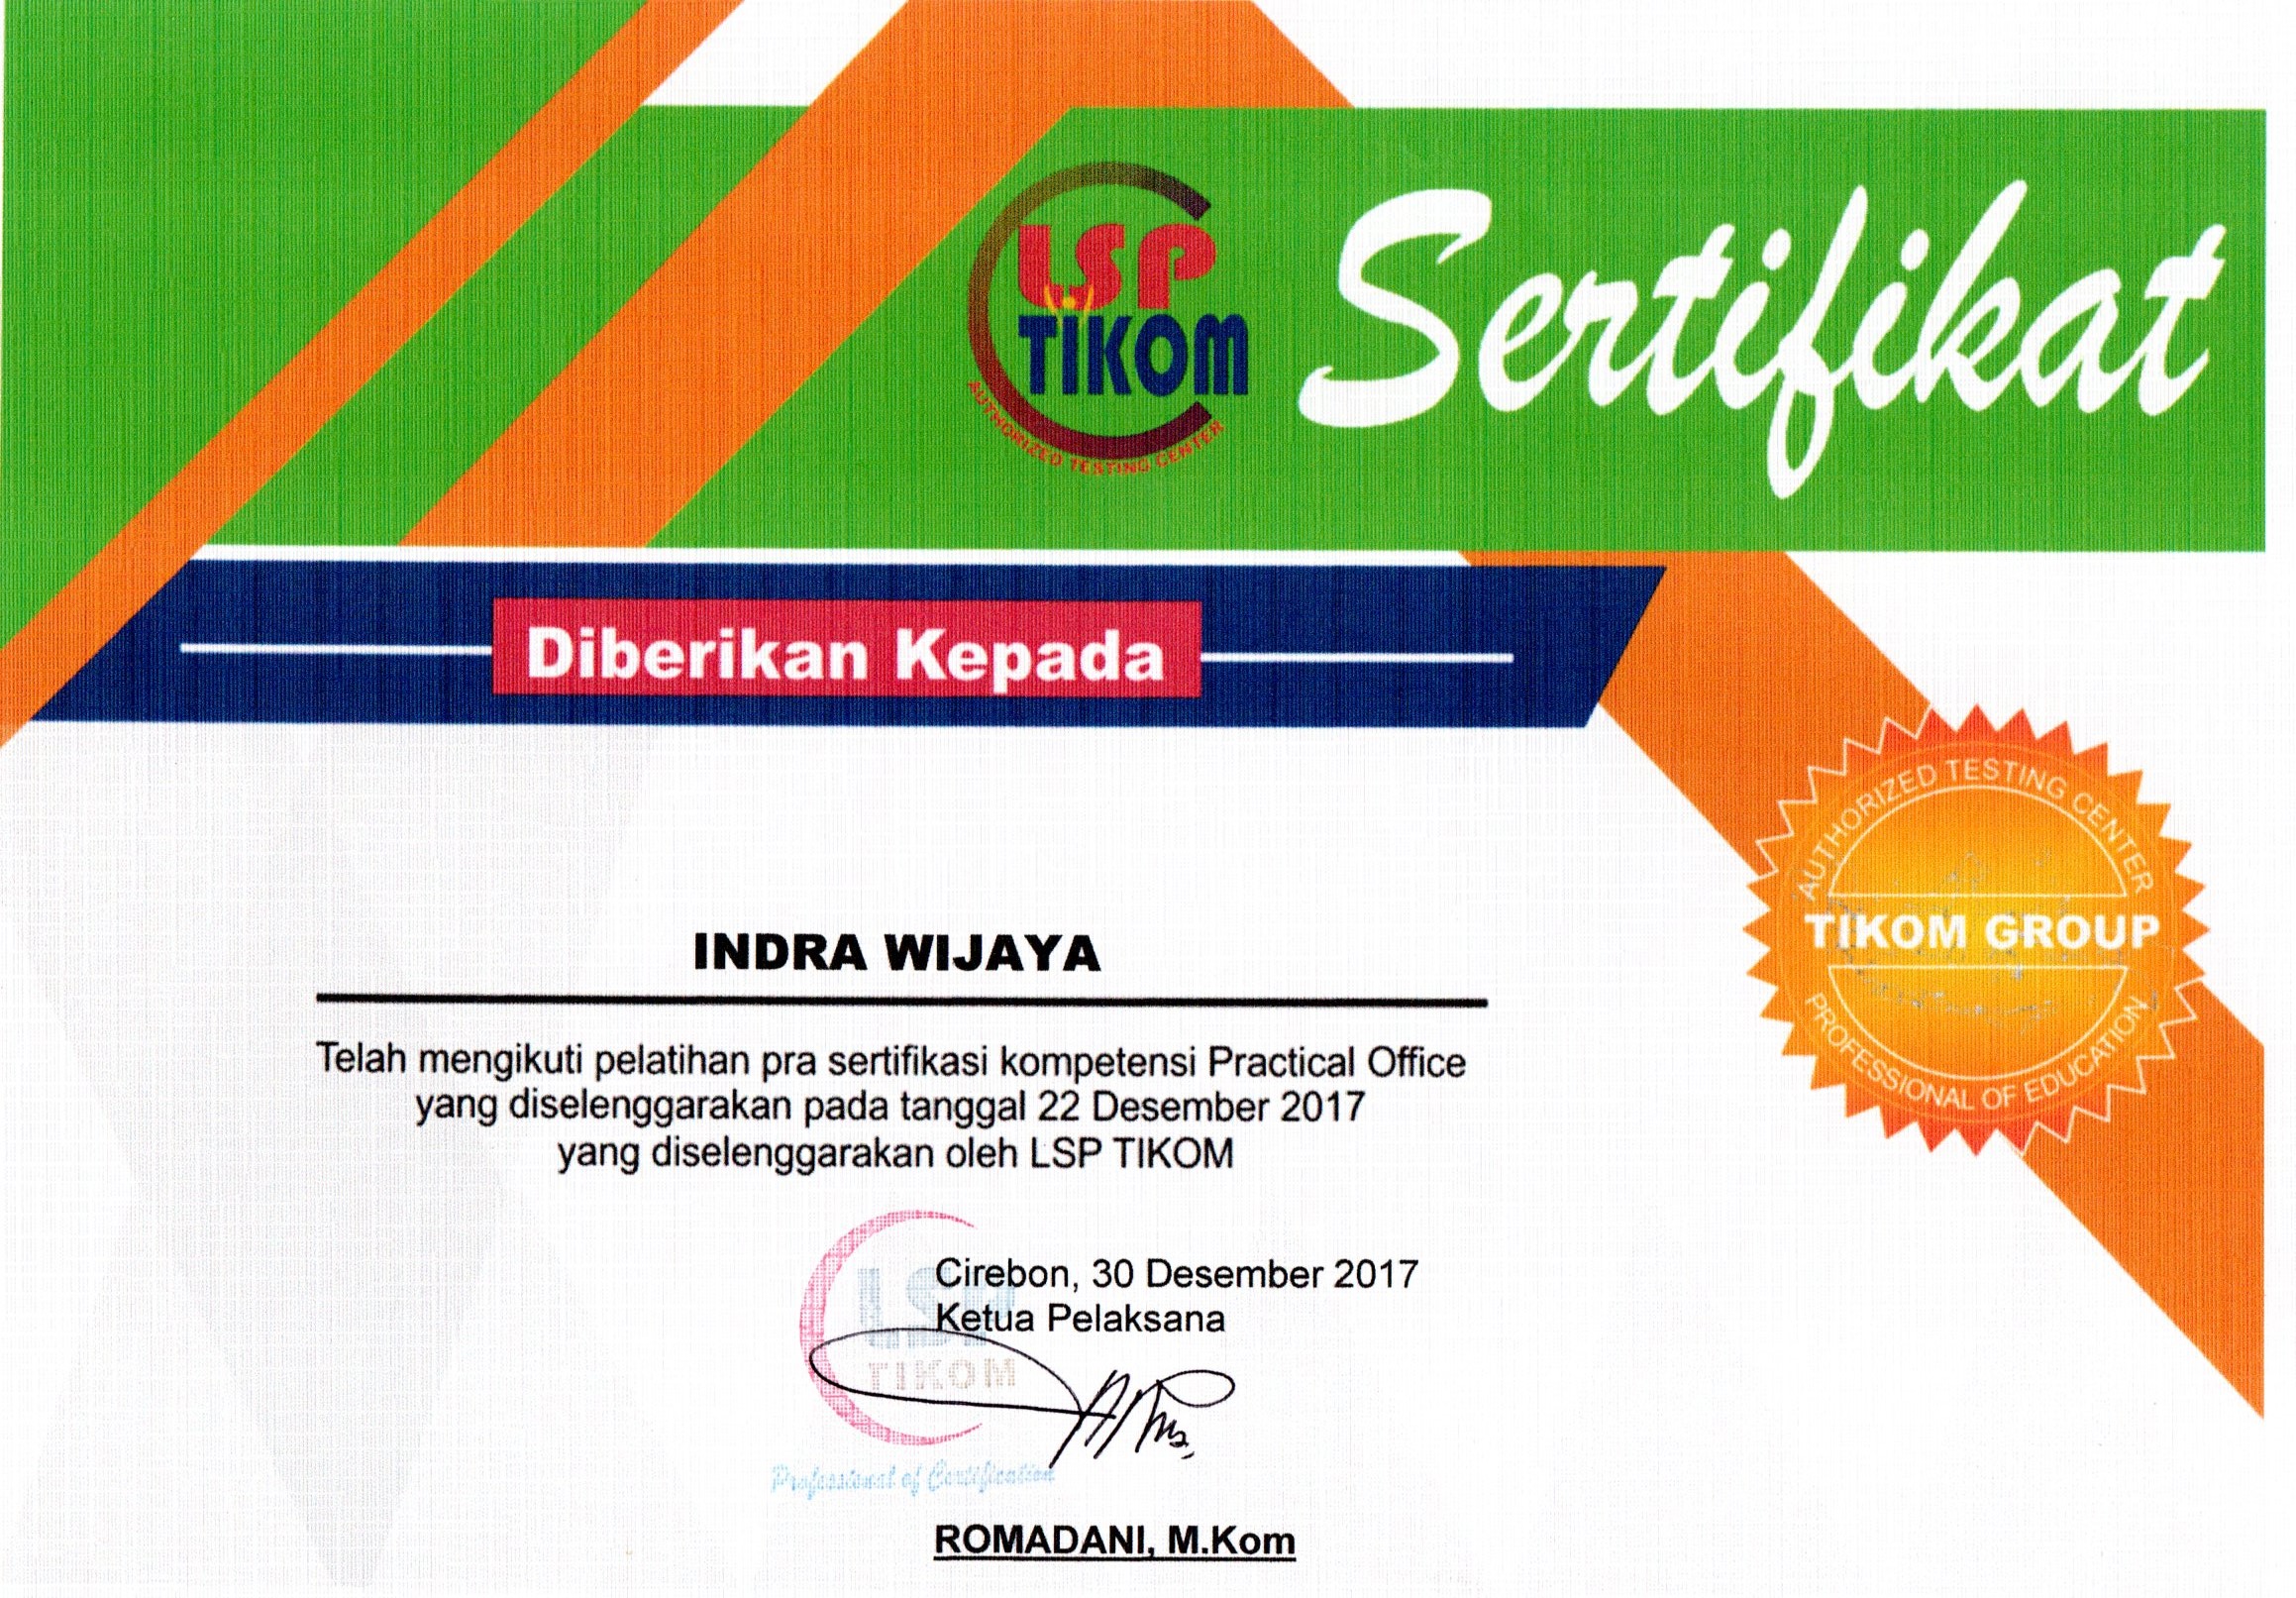 LSP
TIKOM
AUTHORIZED TESTING CENTER
Sertifikat
Diberikan Kepada
AUTHORIZED TESTING CENTER
TIKOM GROUP
PROFESSIONAL OF EDUCATION
INDRA WIJAYA
Telah mengikuti pelatihan pra sertifikasi kompetensi Practical Office
yang diselenggarakan pada tanggal 22 Desember 2017
yang diselenggarakan oleh LSP TIKOM
Cirebon, 30 Desember 2017
Ketua Pelaksana
LSP
TIKOM
Professional of Certification
ROMADANI, M.Kom